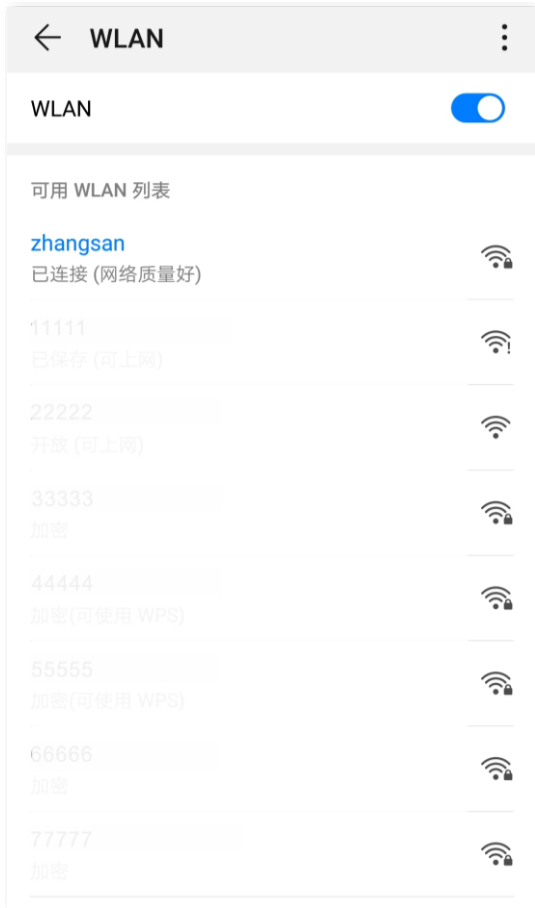 WLAN
WLAN
可用 WLAN 列表
zhangsan
已连接 (网络质量好)
11111
已保存 (可上网)
22222
开放 (可上网)
33333
加密
44444
加密(可使用 WPS)
55555
加密(可使用 WPS)
66666
加密
77777
加密